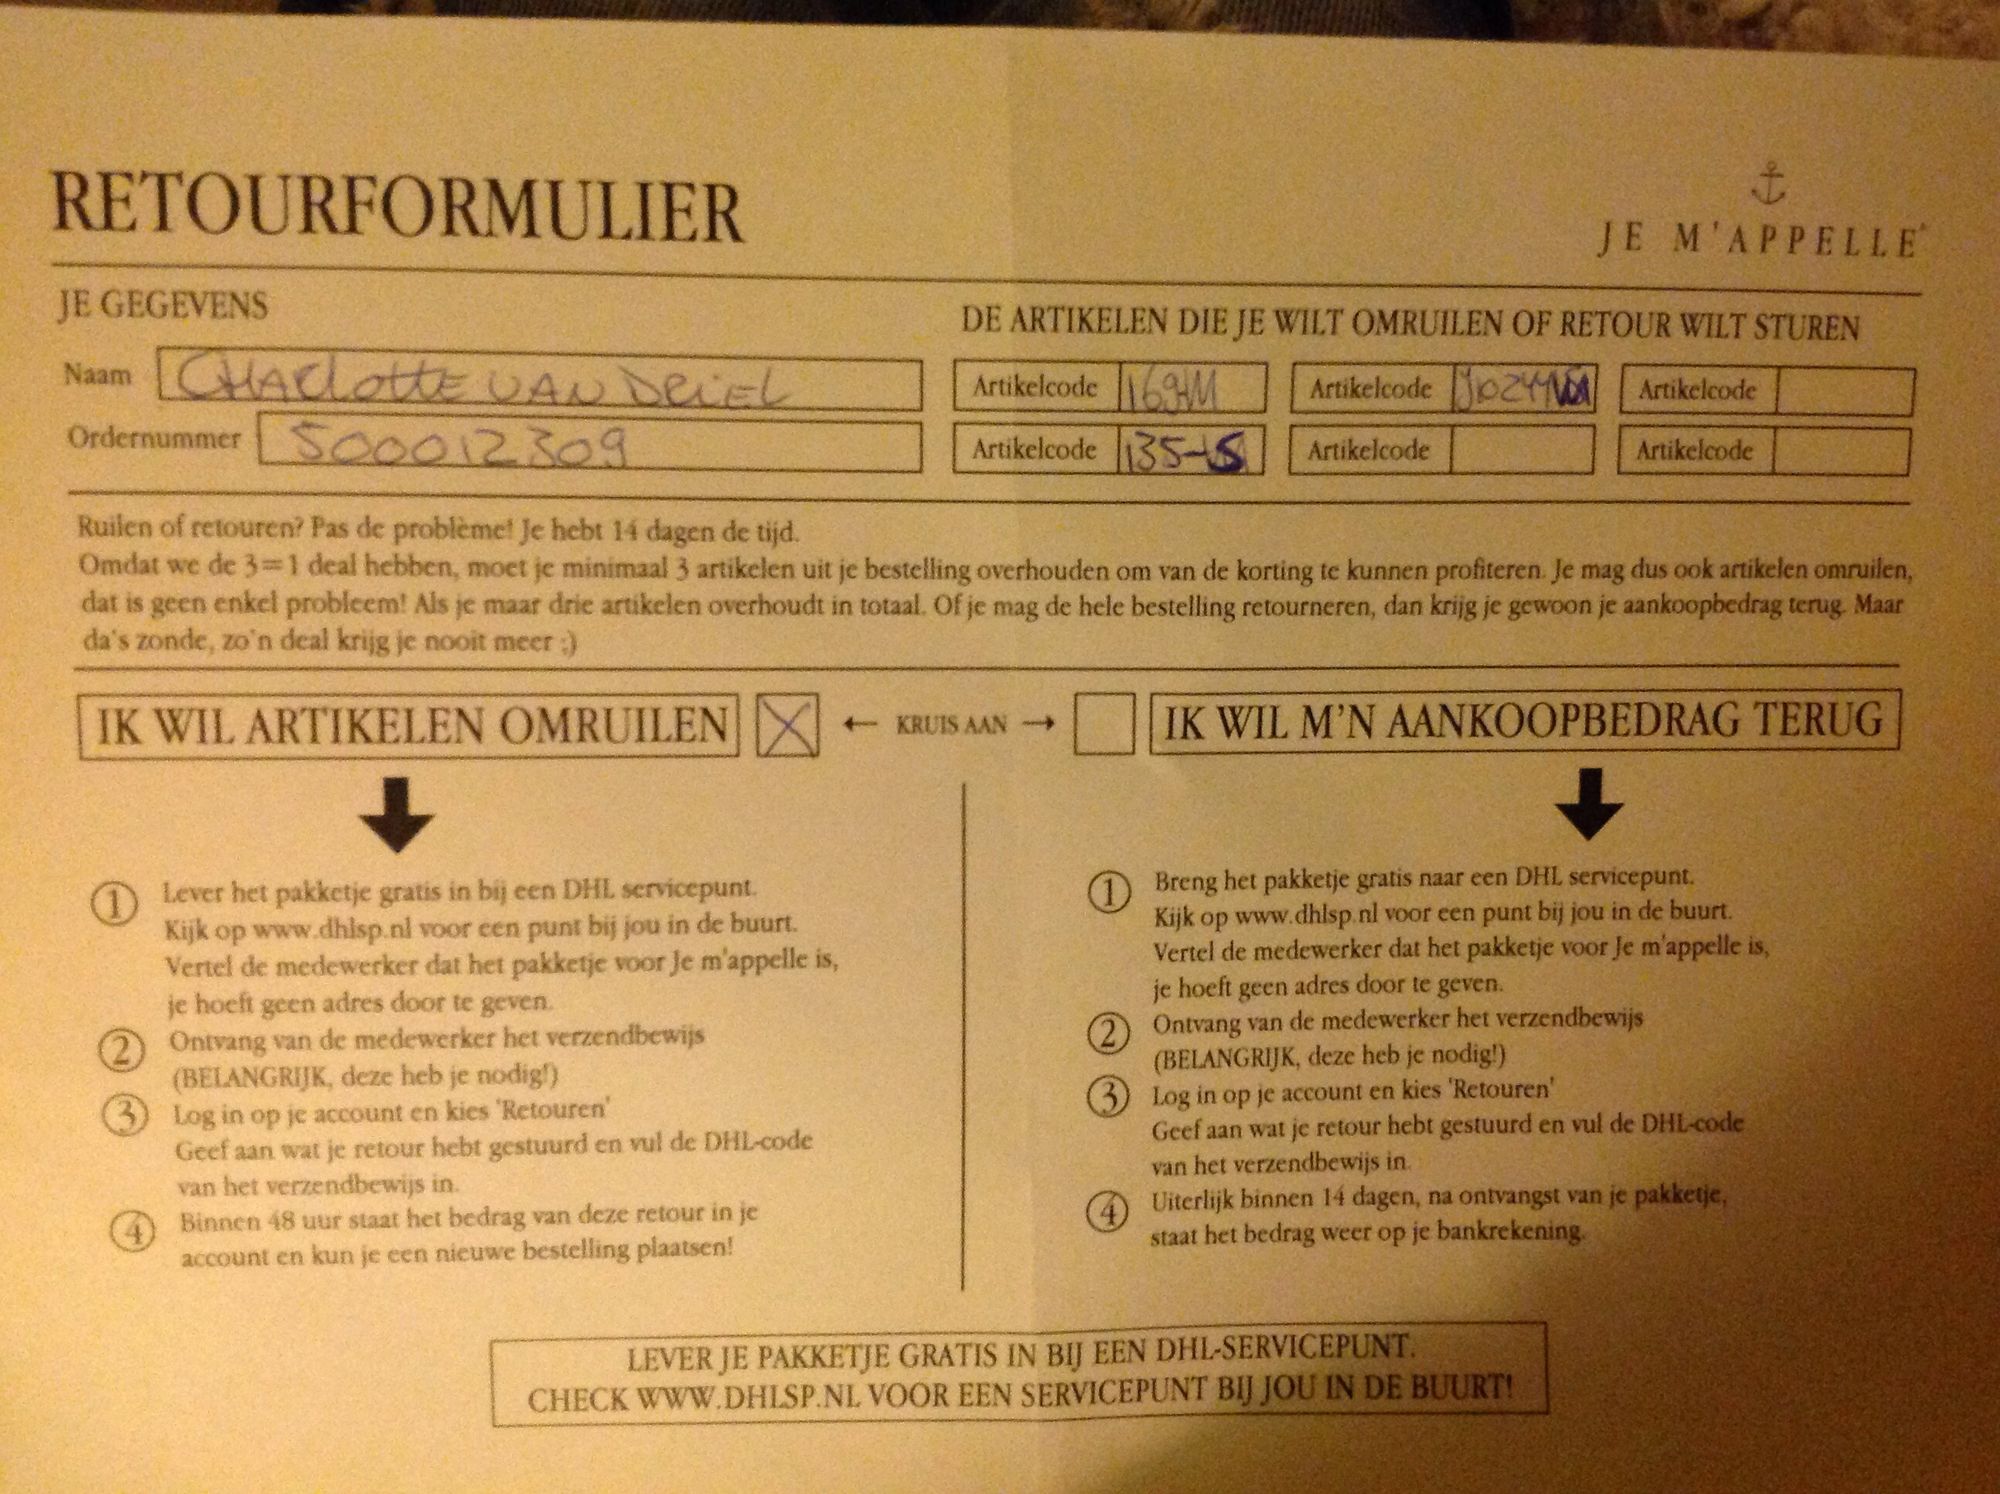 RETOURFORMULIER
JE M'APPELLE
JE GEGEVENS
Naam CHARLOTTE VAN DRIEL
Ordernummer 500012309
DE ARTIKELEN DIE JE WILT OMRUILEN OF RETOUR WILT STUREN
Artikelcode Artikelcode Artikelcode
Artikelcode Artikelcode Artikelcode
Ruilen of retouren? Pas de problème! Je hebt 14 dagen de tijd.
Omdat we de 3=1 deal hebben, moet je minimaal 3 artikelen uit je bestelling overhouden om van de korting te kunnen profiteren. Je mag dus ook artikelen omruilen,
dat is geen enkel probleem! Als je maar drie artikelen overhoudt in totaal. Of je mag de hele bestelling retourneren, dan krijg je gewoon je aankoopbedrag terug. Maar
da's zonde, zo'n deal krijg je nooit meer ;)
IK WIL ARTIKELEN OMRUILEN X ← KRUIS AAN → IK WIL M'N AANKOOPBEDRAG TERUG
1 Lever het pakketje gratis in bij een DHL servicepunt.
Kijk op www.dhlsp.nl voor een punt bij jou in de buurt.
Vertel de medewerker dat het pakketje voor Je m'appelle is,
je hoeft geen adres door te geven.
2 Ontvang van de medewerker het verzendbewijs
(BELANGRIJK, deze heb je nodig!)
3 Log in op je account en kies 'Retouren'
Geef aan wat je retour hebt gestuurd en vul de DHL-code
van het verzendbewijs in.
4 Binnen 48 uur staat het bedrag van deze retour in je
account en kun je een nieuwe bestelling plaatsen!
1 Breng het pakketje gratis naar een DHL servicepunt.
Kijk op www.dhlsp.nl voor een punt bij jou in de buurt.
Vertel de medewerker dat het pakketje voor Je m'appelle is,
je hoeft geen adres door te geven.
2 Ontvang van de medewerker het verzendbewijs
(BELANGRIJK, deze heb je nodig!)
3 Log in op je account en kies 'Retouren'
Geef aan wat je retour hebt gestuurd en vul de DHL-code
van het verzendbewijs in.
4 Uiterlijk binnen 14 dagen, na ontvangst van je pakketje,
staat het bedrag weer op je bankrekening.
LEVER JE PAKKETJE GRATIS IN BIJ EEN DHL-SERVICEPUNT.
CHECK WWW.DHLSP.NL VOOR EEN SERVICEPUNT BIJ JOU IN DE BUURT!